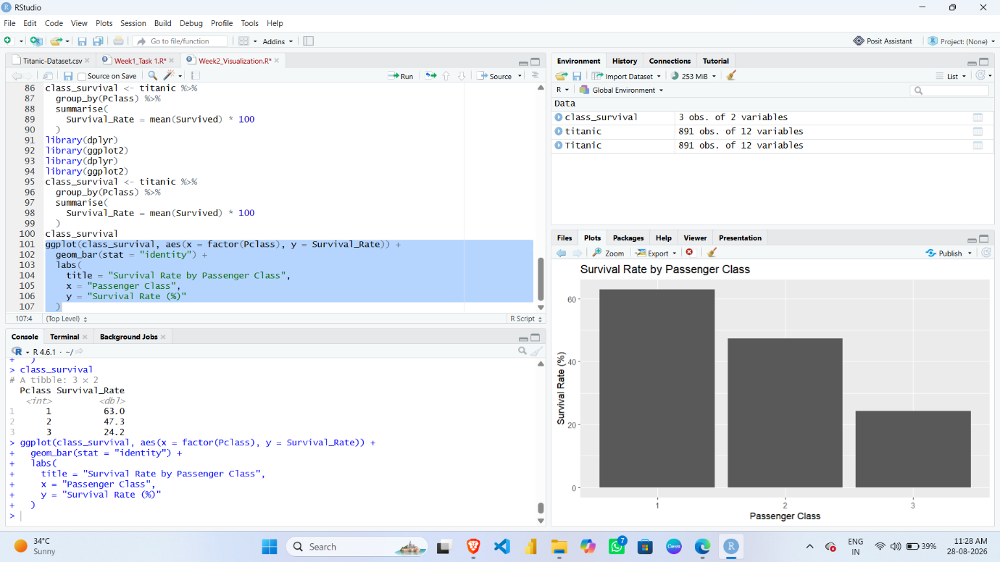 RStudio
File Edit Code View Plots Session Build Debug Profile Tools Help
Go to file/function Addins Posit Assistant R Project: (None)
Titanic-Dataset.csv Week1_Task 1.R* Week2_Visualization.R*
Source on Save Run Source
86 class_survival <- titanic %>%
87   group_by(Pclass) %>%
88   summarise(
89     Survival_Rate = mean(Survived) * 100
90   )
91 library(dplyr)
92 library(ggplot2)
93 library(dplyr)
94 library(ggplot2)
95 class_survival <- titanic %>%
96   group_by(Pclass) %>%
97   summarise(
98     Survival_Rate = mean(Survived) * 100
99   )
100 class_survival
101 ggplot(class_survival, aes(x = factor(Pclass), y = Survival_Rate)) +
102   geom_bar(stat = "identity") +
103   labs(
104     title = "Survival Rate by Passenger Class",
105     x = "Passenger Class",
106     y = "Survival Rate (%)"
107   )
107:4 (Top Level) R Script
Console Terminal Background Jobs
R 4.6.1 · ~/
+   )
> class_survival
# A tibble: 3 × 2
  Pclass Survival_Rate
   <int>         <dbl>
1      1          63.0
2      2          47.3
3      3          24.2
> ggplot(class_survival, aes(x = factor(Pclass), y = Survival_Rate)) +
+   geom_bar(stat = "identity") +
+   labs(
+     title = "Survival Rate by Passenger Class",
+     x = "Passenger Class",
+     y = "Survival Rate (%)"
+   )
>
Environment History Connections Tutorial
Import Dataset 253 MiB List
R Global Environment
Data
class_survival 3 obs. of 2 variables
titanic 891 obs. of 12 variables
Titanic 891 obs. of 12 variables
Files Plots Packages Help Viewer Presentation
Zoom Export Publish
Survival Rate by Passenger Class
Survival Rate (%)
60
40
20
0
1 2 3
Passenger Class
34°C
Sunny
Search
Canva
7
R
ENG
IN
39%
11:28 AM
28-08-2026